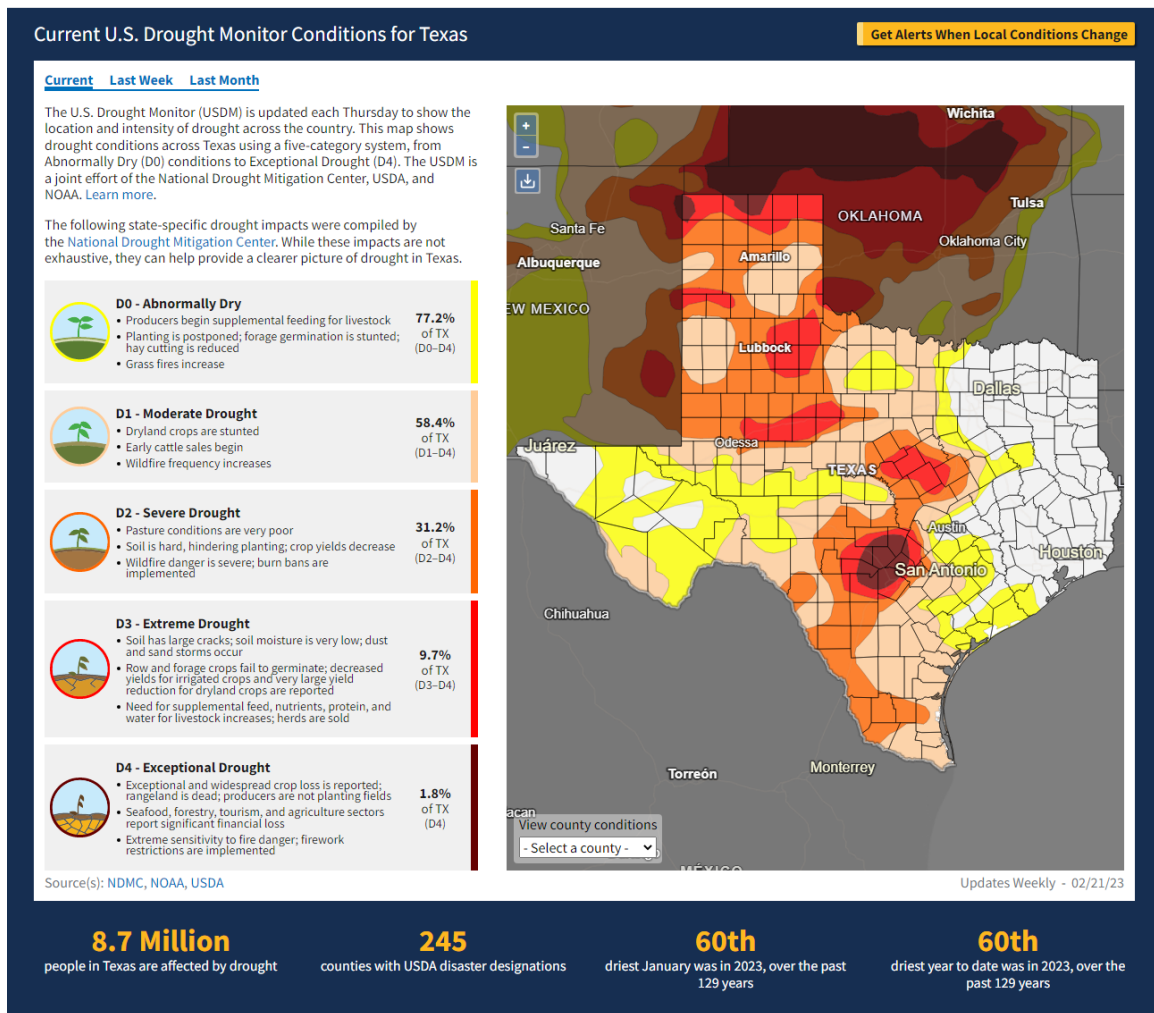 Current U.S. Drought Monitor Conditions for Texas
Get Alerts When Local Conditions Change
Current
Last Week
Last Month
The U.S. Drought Monitor (USDM) is updated each Thursday to show the
location and intensity of drought across the country. This map shows
drought conditions across Texas using a five-category system, from
Abnormally Dry (D0) conditions to Exceptional Drought (D4). The USDM is
a joint effort of the National Drought Mitigation Center, USDA, and
NOAA. Learn more.
The following state-specific drought impacts were compiled by
the National Drought Mitigation Center. While these impacts are not
exhaustive, they can help provide a clearer picture of drought in Texas.
D0 - Abnormally Dry
• Producers begin supplemental feeding for livestock
• Planting is postponed; forage germination is stunted;
hay cutting is reduced
• Grass fires increase
77.2%
of TX
(D0–D4)
D1 - Moderate Drought
• Dryland crops are stunted
• Early cattle sales begin
• Wildfire frequency increases
58.4%
of TX
(D1–D4)
D2 - Severe Drought
• Pasture conditions are very poor
• Soil is hard, hindering planting; crop yields decrease
• Wildfire danger is severe; burn bans are
implemented
31.2%
of TX
(D2–D4)
D3 - Extreme Drought
• Soil has large cracks; soil moisture is very low; dust
and sand storms occur
• Row and forage crops fail to germinate; decreased
yields for irrigated crops and very large yield
reduction for dryland crops are reported
• Need for supplemental feed, nutrients, protein, and
water for livestock increases; herds are sold
9.7%
of TX
(D3–D4)
D4 - Exceptional Drought
• Exceptional and widespread crop loss is reported;
rangeland is dead; producers are not planting fields
• Seafood, forestry, tourism, and agriculture sectors
report significant financial loss
• Extreme sensitivity to fire danger; firework
restrictions are implemented
1.8%
of TX
(D4)
Source(s): NDMC, NOAA, USDA
+
-
Wichita
Tulsa
OKLAHOMA
Santa Fe
Oklahoma City
Albuquerque
Amarillo
EW MEXICO
Lubbock
Dallas
Juárez
Odessa
TEXAS
L
Austin
Houston
San Antonio
Chihuahua
Monterrey
Torreón
acan
View county conditions
- Select a county -
MÉXICO
Updates Weekly - 02/21/23
8.7 Million
people in Texas are affected by drought
245
counties with USDA disaster designations
60th
driest January was in 2023, over the past
129 years
60th
driest year to date was in 2023, over the
past 129 years